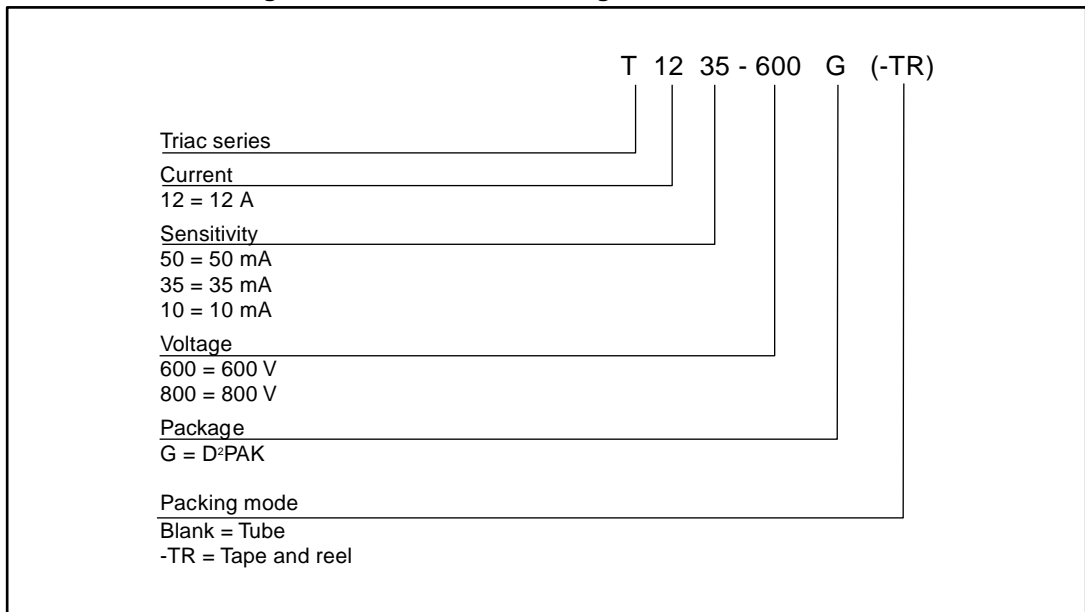 T 12 35 - 600 G (-TR)
Triac series
Current
12 = 12 A
Sensitivity
50 = 50 mA
35 = 35 mA
10 = 10 mA
Voltage
600 = 600 V
800 = 800 V
Package
G = D²PAK
Packing mode
Blank = Tube
-TR = Tape and reel